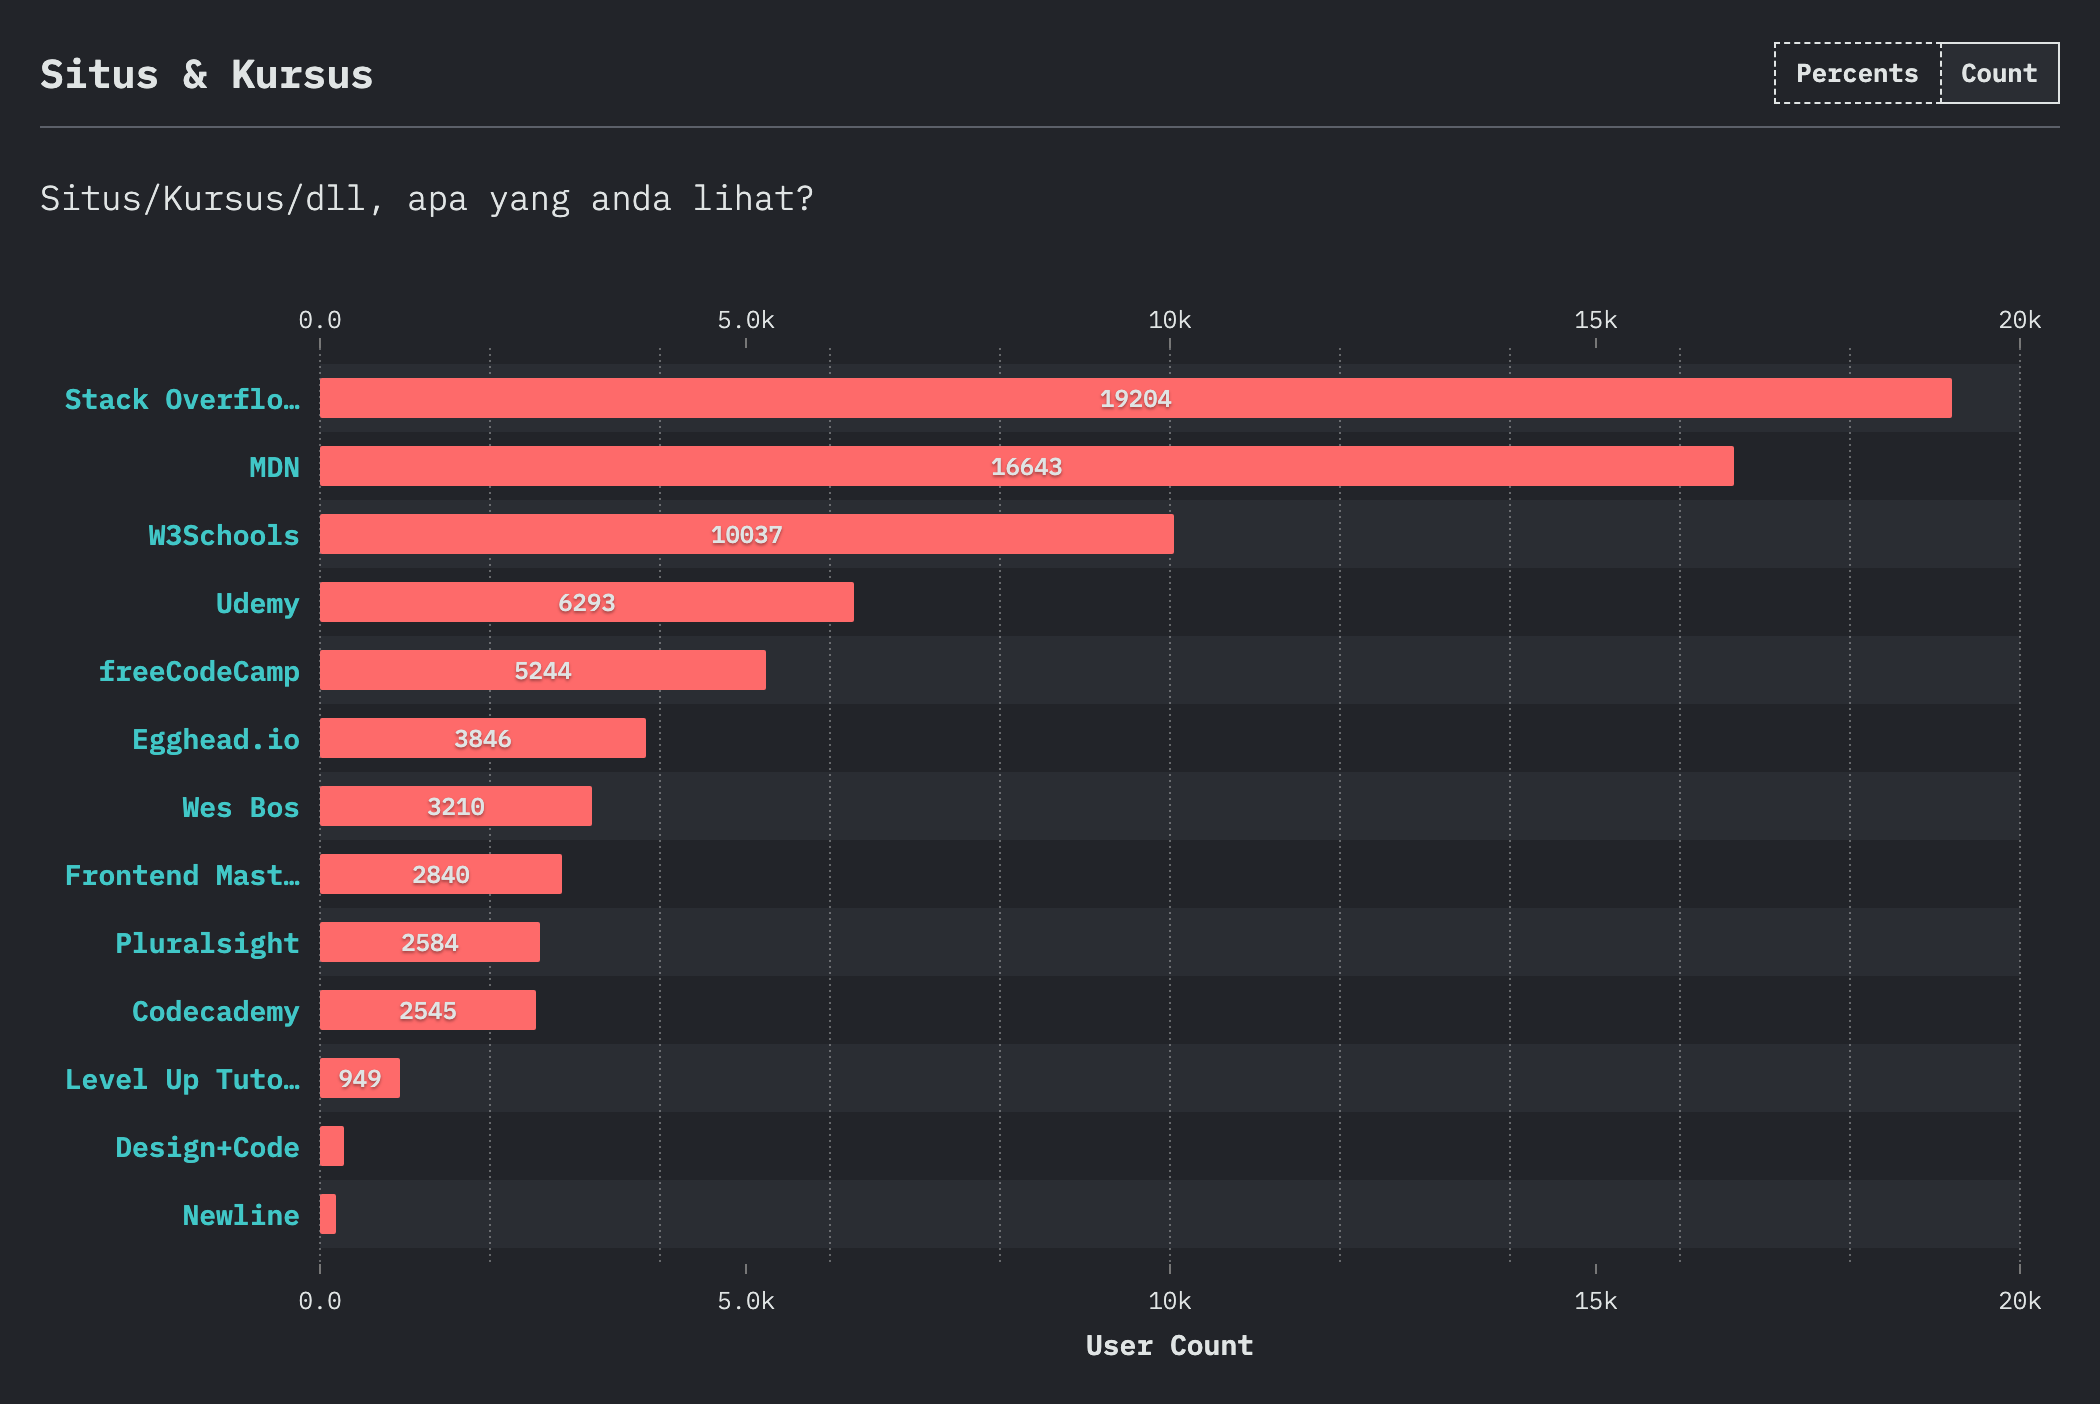 Situs & Kursus
Percents
Count
Situs/Kursus/dll, apa yang anda lihat?
0.0 5.0k 10k 15k 20k
Stack Overflo… 19204
MDN 16643
W3Schools 10037
Udemy 6293
freeCodeCamp 5244
Egghead.io 3846
Wes Bos 3210
Frontend Mast… 2840
Pluralsight 2584
Codecademy 2545
Level Up Tuto… 949
Design+Code
Newline
0.0 5.0k 10k 15k 20k
User Count